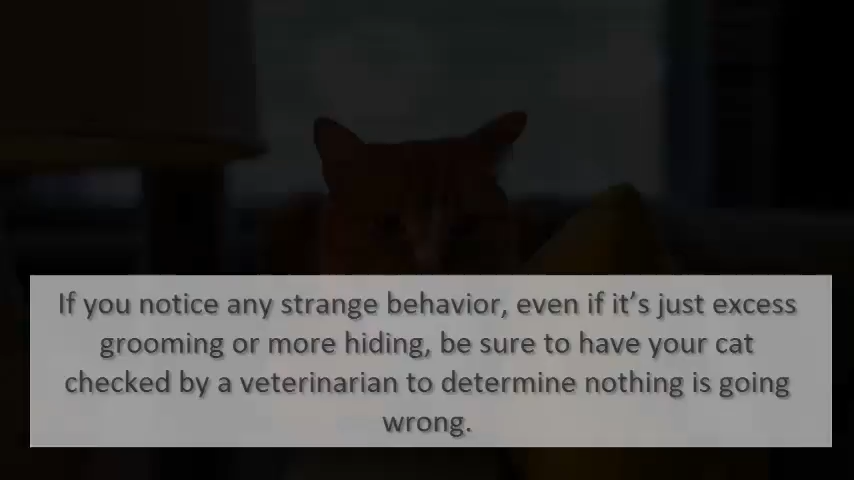 If you notice any strange behavior, even if it’s just excess
grooming or more hiding, be sure to have your cat
checked by a veterinarian to determine nothing is going
wrong.